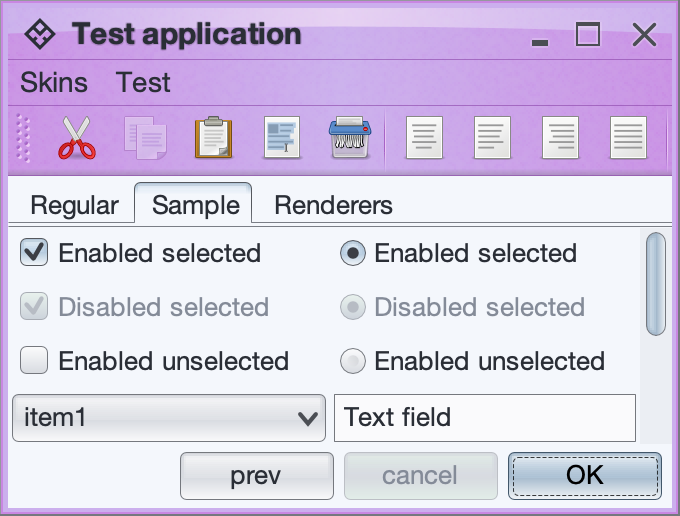 Test application
Skins Test
Regular Sample Renderers
Enabled selected Enabled selected
Disabled selected Disabled selected
Enabled unselected Enabled unselected
item1 Text field
prev cancel OK